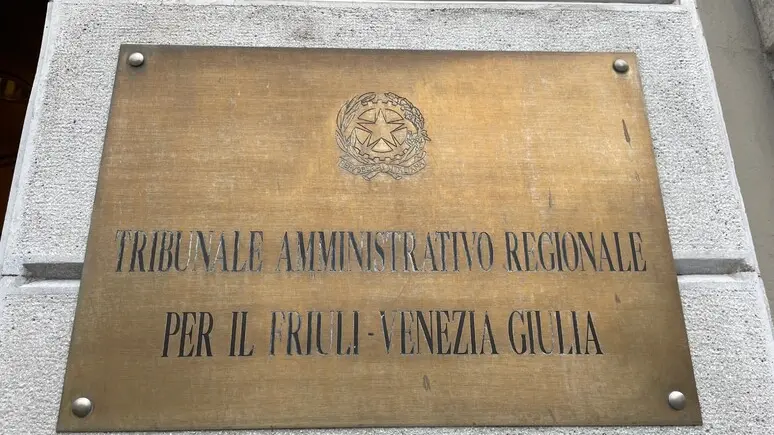 TRIBUNALE AMMINISTRATIVO REGIONALE
PER IL FRIULI-VENEZIA GIULIA